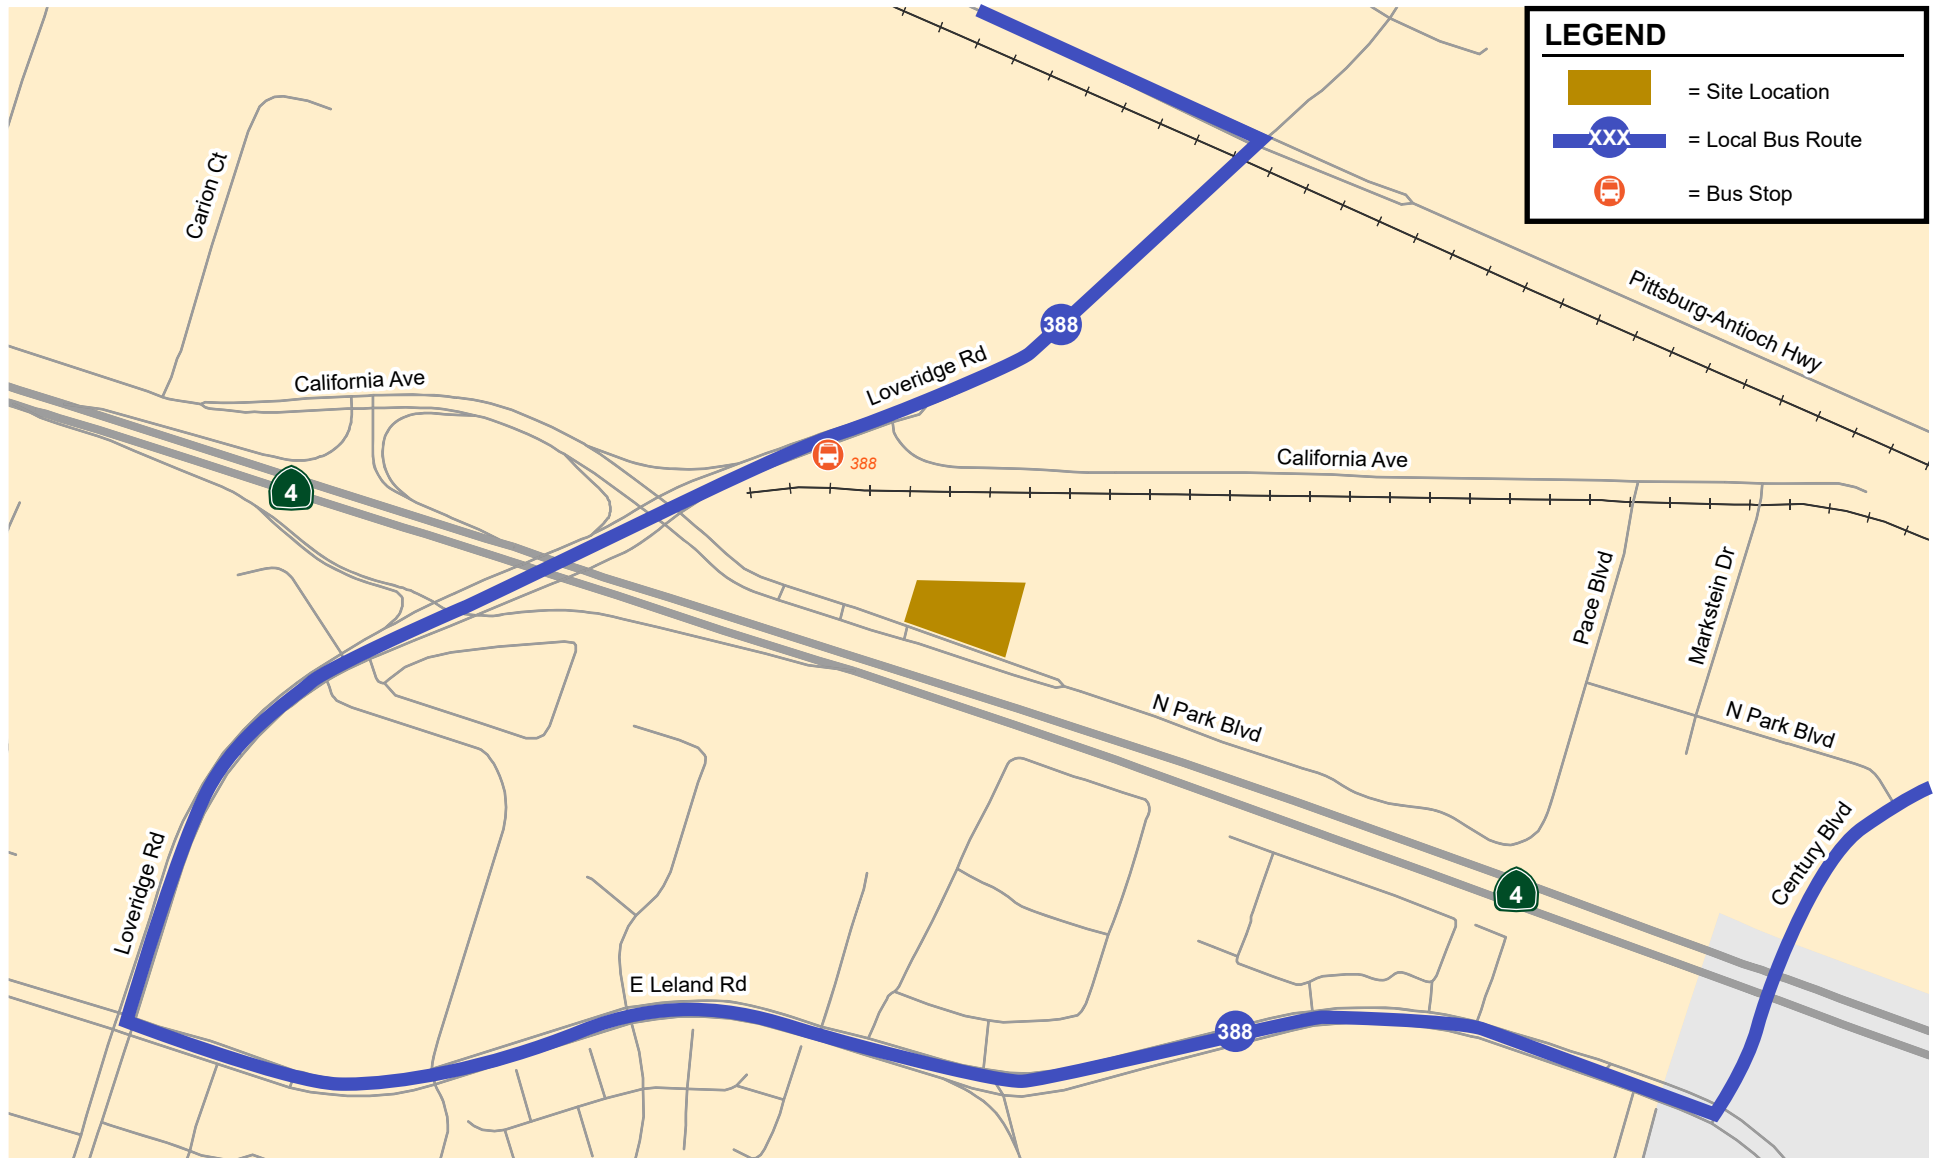 LEGEND
= Site Location
XXX
= Local Bus Route
= Bus Stop
Carion Ct
Pittsburg-Antioch Hwy
388
Loveridge Rd
California Ave
388
California Ave
4
Pace Blvd
Markstein Dr
N Park Blvd
N Park Blvd
Century Blvd
4
Loveridge Rd
E Leland Rd
388